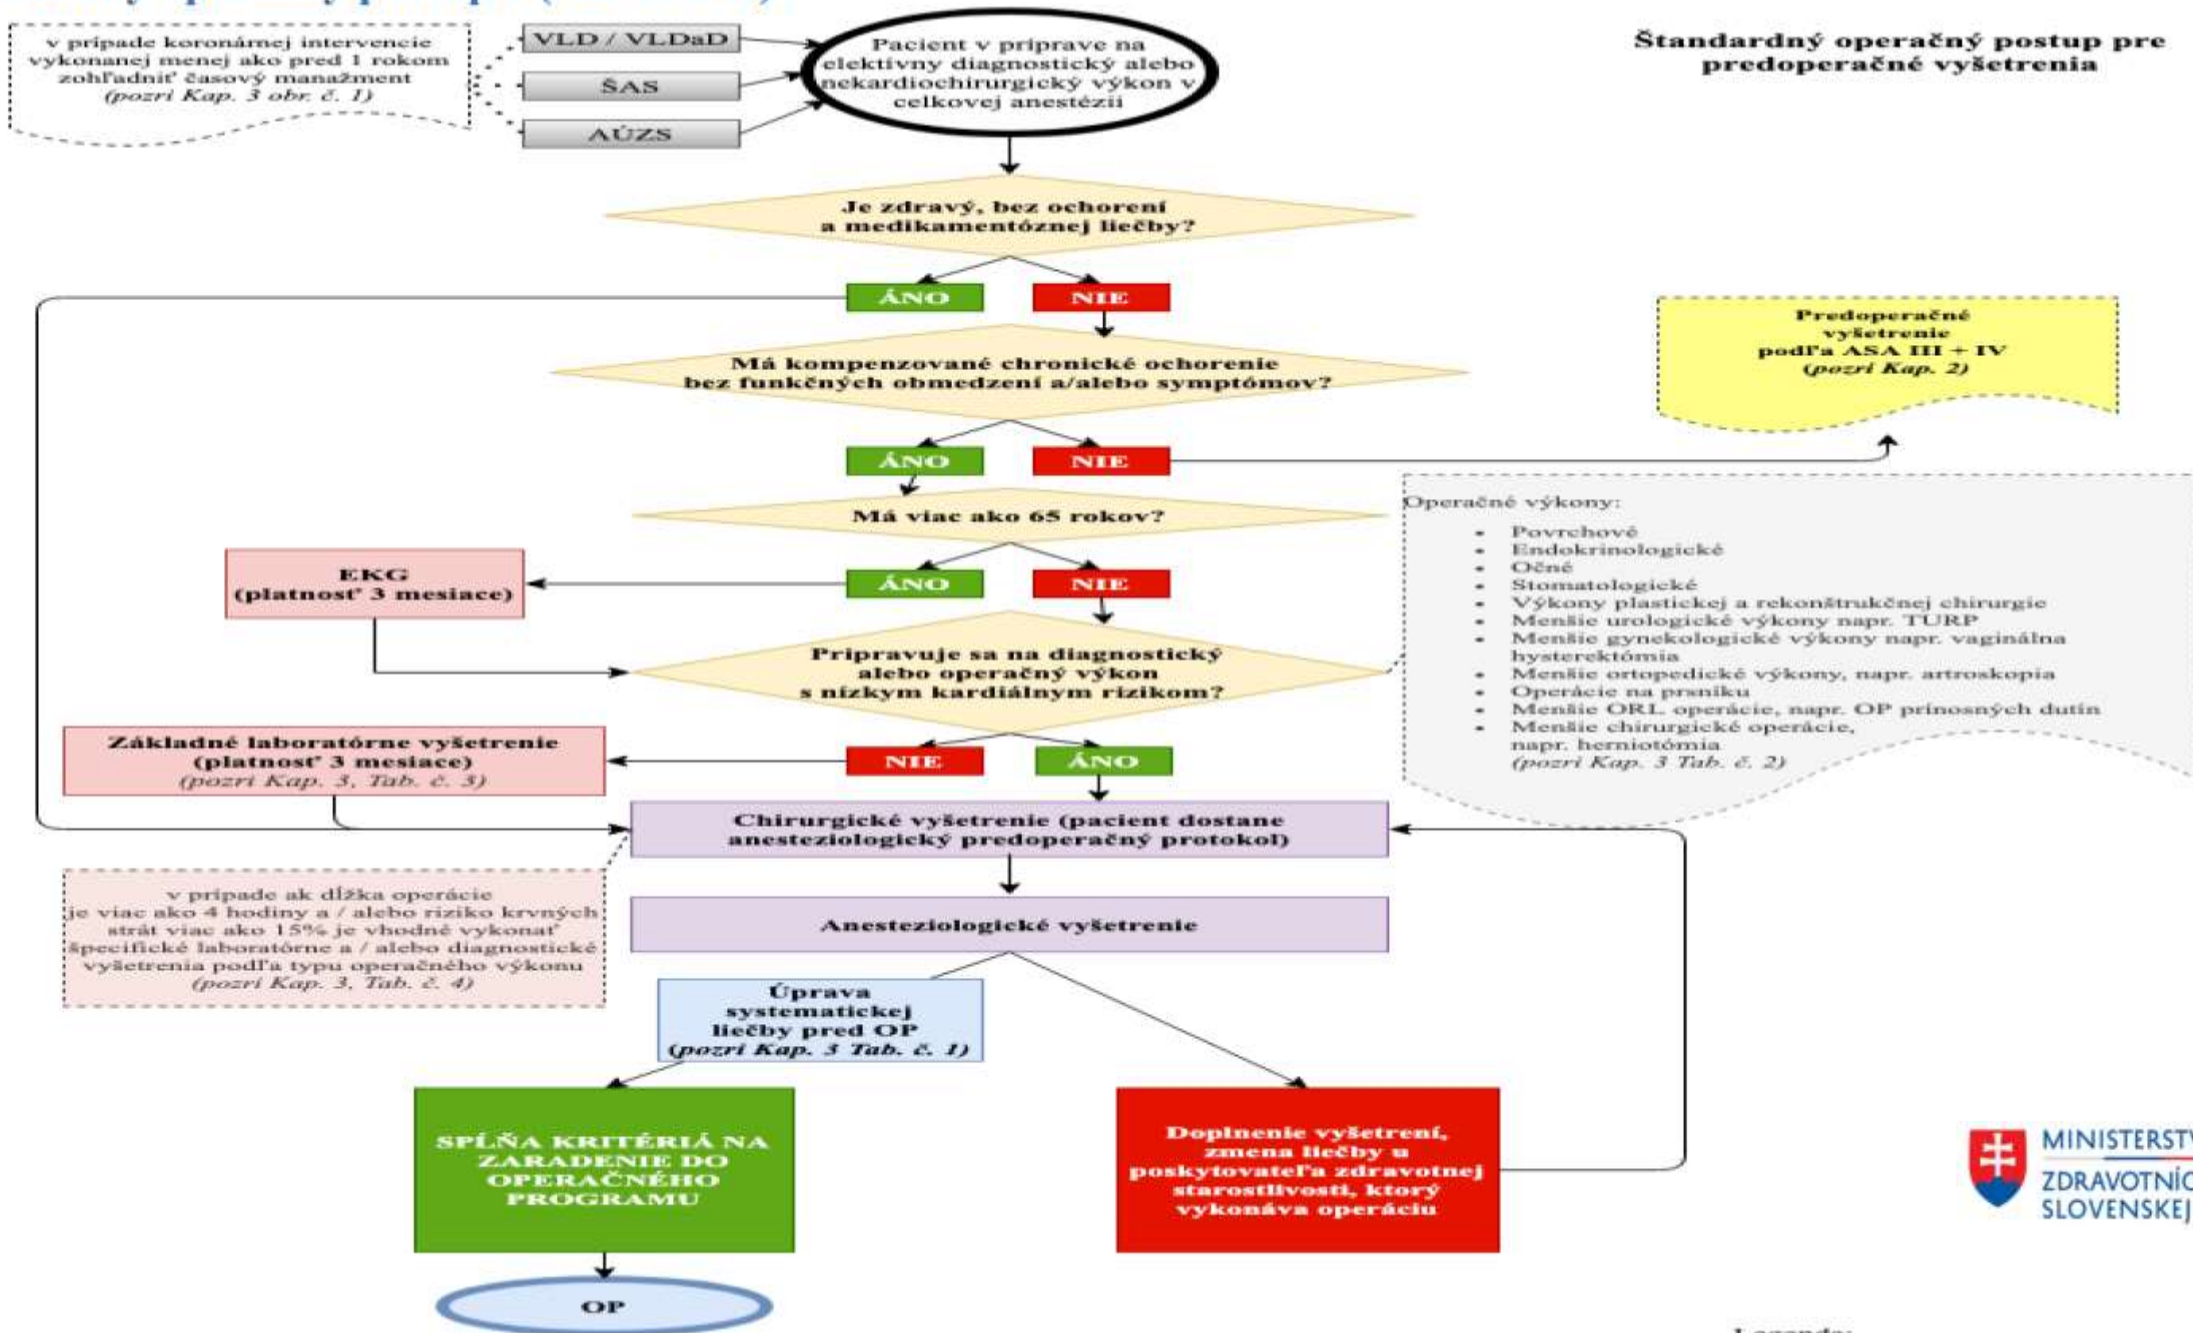 v prípade koronárnej intervencie
vykonanej menej ako pred 1 rokom
zohľadniť časový manažment
(pozri Kap. 3 obr. č. 1)
VLD / VLDaD
ŠAS
AÚZS
Pacient v príprave na
elektívny diagnostický alebo
nekardiochirurgický výkon v
celkovej anestézii
Štandardný operačný postup pre
predoperačné vyšetrenia
Je zdravý, bez ochorení
a medikamentóznej liečby?
ÁNO
NIE
Má kompenzované chronické ochorenie
bez funkčných obmedzení a/alebo symptómov?
Predoperačné
vyšetrenie
podľa ASA III + IV
(pozri Kap. 2)
ÁNO
NIE
Má viac ako 65 rokov?
EKG
(platnosť 3 mesiace)
ÁNO
NIE
Operačné výkony:
• Povrchové
• Endokrinologické
• Očné
• Stomatologické
• Výkony plastickej a rekonštrukčnej chirurgie
• Menšie urologické výkony napr. TURP
• Menšie gynekologické výkony napr. vaginálna
hysterektómia
• Menšie ortopedické výkony, napr. artroskopia
• Operácie na prsníku
• Menšie ORL operácie, napr. OP prínosných dutín
• Menšie chirurgické operácie,
napr. herniotómia
(pozri Kap. 3 Tab. č. 2)
Pripravuje sa na diagnostický
alebo operačný výkon
s nízkym kardiálnym rizikom?
Základné laboratórne vyšetrenie
(platnosť 3 mesiace)
(pozri Kap. 3, Tab. č. 3)
NIE
ÁNO
Chirurgické vyšetrenie (pacient dostane
anesteziologický predoperačný protokol)
v prípade ak dĺžka operácie
je viac ako 4 hodiny a / alebo riziko krvných
strát viac ako 15% je vhodné vykonať
špecifické laboratórne a / alebo diagnostické
vyšetrenia podľa typu operačného výkonu
(pozri Kap. 3, Tab. č. 4)
Anesteziologické vyšetrenie
Úprava
systematickej
liečby pred OP
(pozri Kap. 3 Tab. č. 1)
SPĹŇA KRITÉRIÁ NA
ZARADENIE DO
OPERAČNÉHO
PROGRAMU
Doplnenie vyšetrení,
zmena liečby u
poskytovateľa zdravotnej
starostlivosti, ktorý
vykonáva operáciu
MINISTERSTV
ZDRAVOTNÍC
SLOVENSKEJ
OP